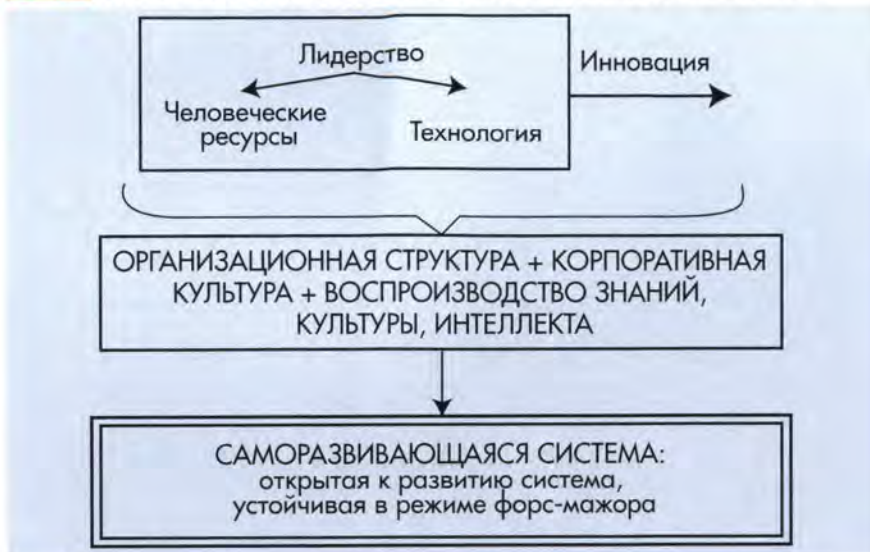 Лидерство
Инновация
Человеческие
ресурсы
Технология
ОРГАНИЗАЦИОННАЯ СТРУКТУРА + КОРПОРАТИВНАЯ
КУЛЬТУРА + ВОСПРОИЗВОДСТВО ЗНАНИЙ,
КУЛЬТУРЫ, ИНТЕЛЛЕКТА
САМОРАЗВИВАЮЩАЯСЯ СИСТЕМА:
открытая к развитию система,
устойчивая в режиме форс-мажора